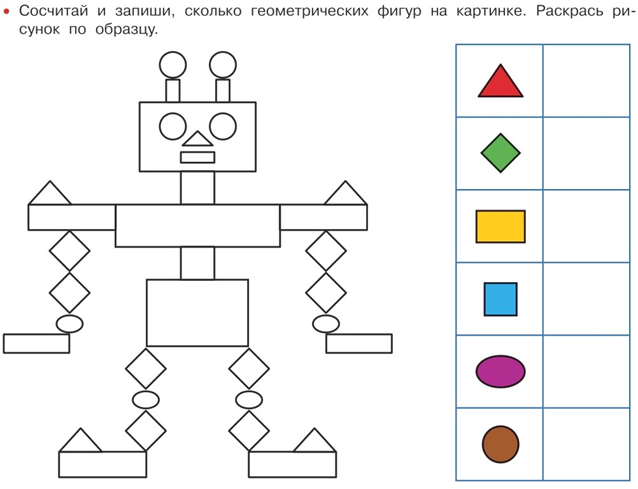 • Сосчитай и запиши, сколько геометрических фигур на картинке. Раскрась ри-
сунок по образцу.